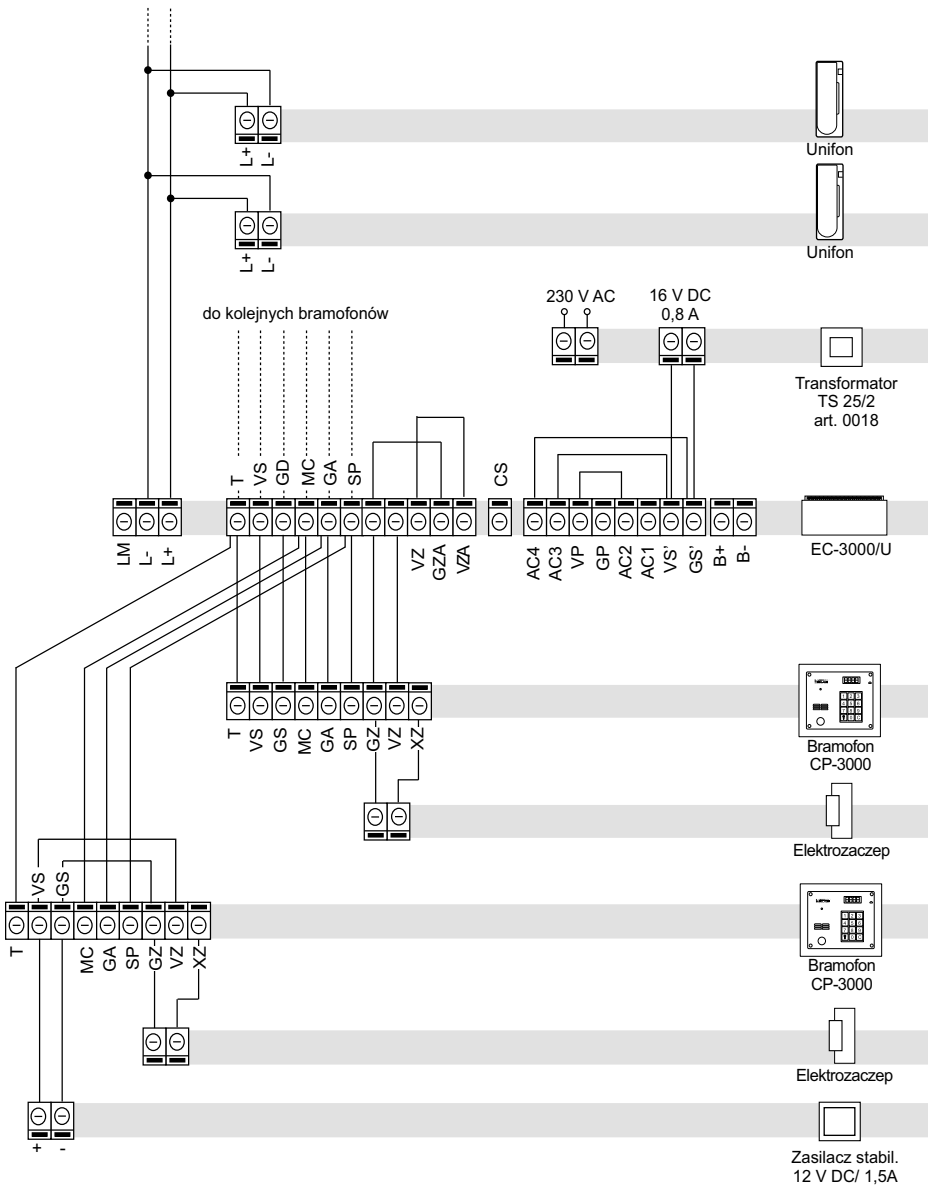 L+
L-
Unifon
L+
L-
Unifon
230 V AC
16 V DC
0,8 A
do kolejnych bramofonów
Transformator
TS 25/2
art. 0018
T
VS
GD
MC
GA
SP
CS
LM
L-
L+
VZ
GZA
VZA
AC4
AC3
VP
GP
AC2
AC1
VS'
GS'
B+
B-
EC-3000/U
T
VS
GS
MC
GA
SP
GZ
VZ
XZ
Bramofon
CP-3000
Elektrozaczep
VS
GS
T
MC
GA
SP
GZ
VZ
XZ
Bramofon
CP-3000
Elektrozaczep
+
-
Zasilacz stabil.
12 V DC/ 1,5A